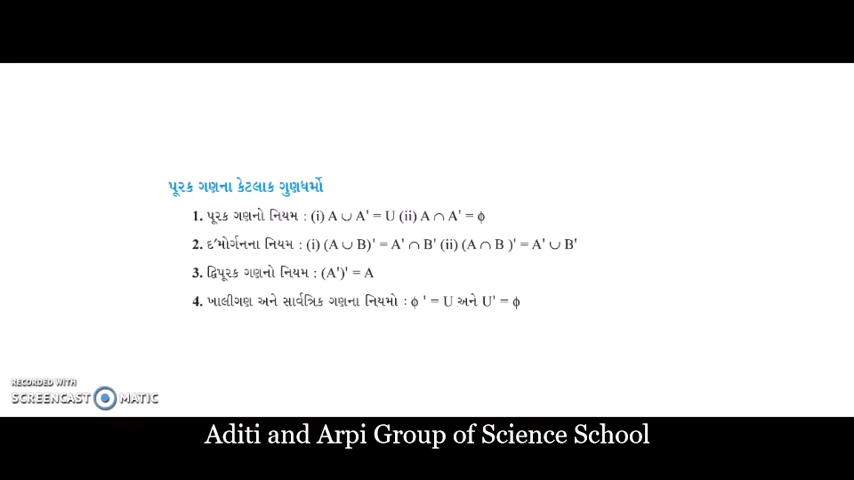 પૂરક ગણના કેટલાક ગુણધર્મો
1. પૂરક ગણનો નિયમ : (i) A ∪ A' = U (ii) A ∩ A' = ϕ
2. દ'મોર્ગનના નિયમ : (i) (A ∪ B)' = A' ∩ B' (ii) (A ∩ B )' = A' ∪ B'
3. દ્વિપૂરક ગણનો નિયમ : (A')' = A
4. ખાલીગણ અને સાર્વત્રિક ગણના નિયમો : ϕ ' = U અને U' = ϕ
RECORDED WITH
SCREENCAST MATIC
Aditi and Arpi Group of Science School